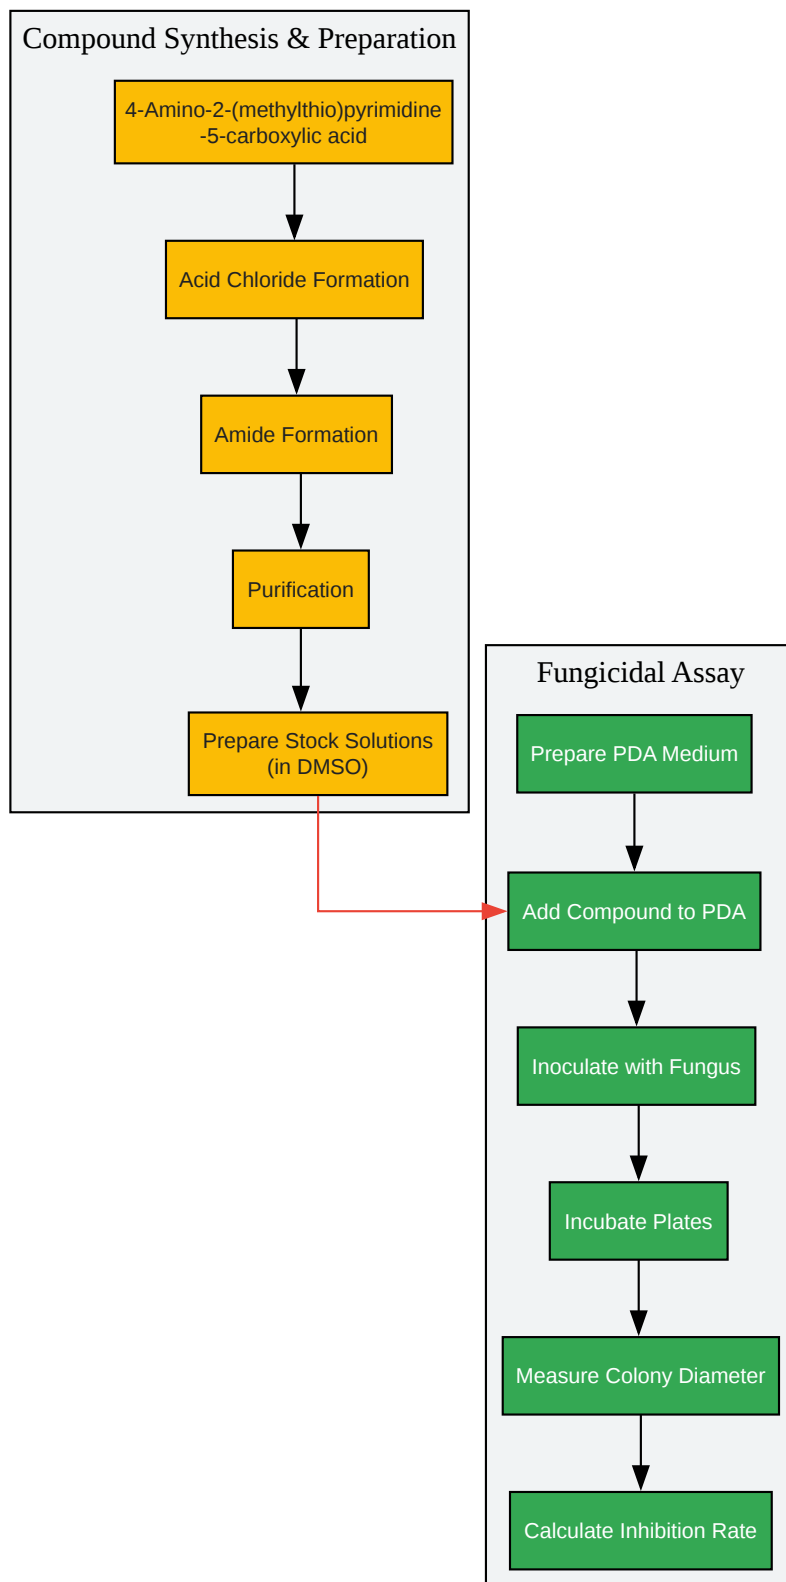 Compound Synthesis & Preparation
4-Amino-2-(methylthio)pyrimidine
-5-carboxylic acid
Acid Chloride Formation
Amide Formation
Purification
Prepare Stock Solutions
(in DMSO)
Fungicidal Assay
Prepare PDA Medium
Add Compound to PDA
Inoculate with Fungus
Incubate Plates
Measure Colony Diameter
Calculate Inhibition Rate